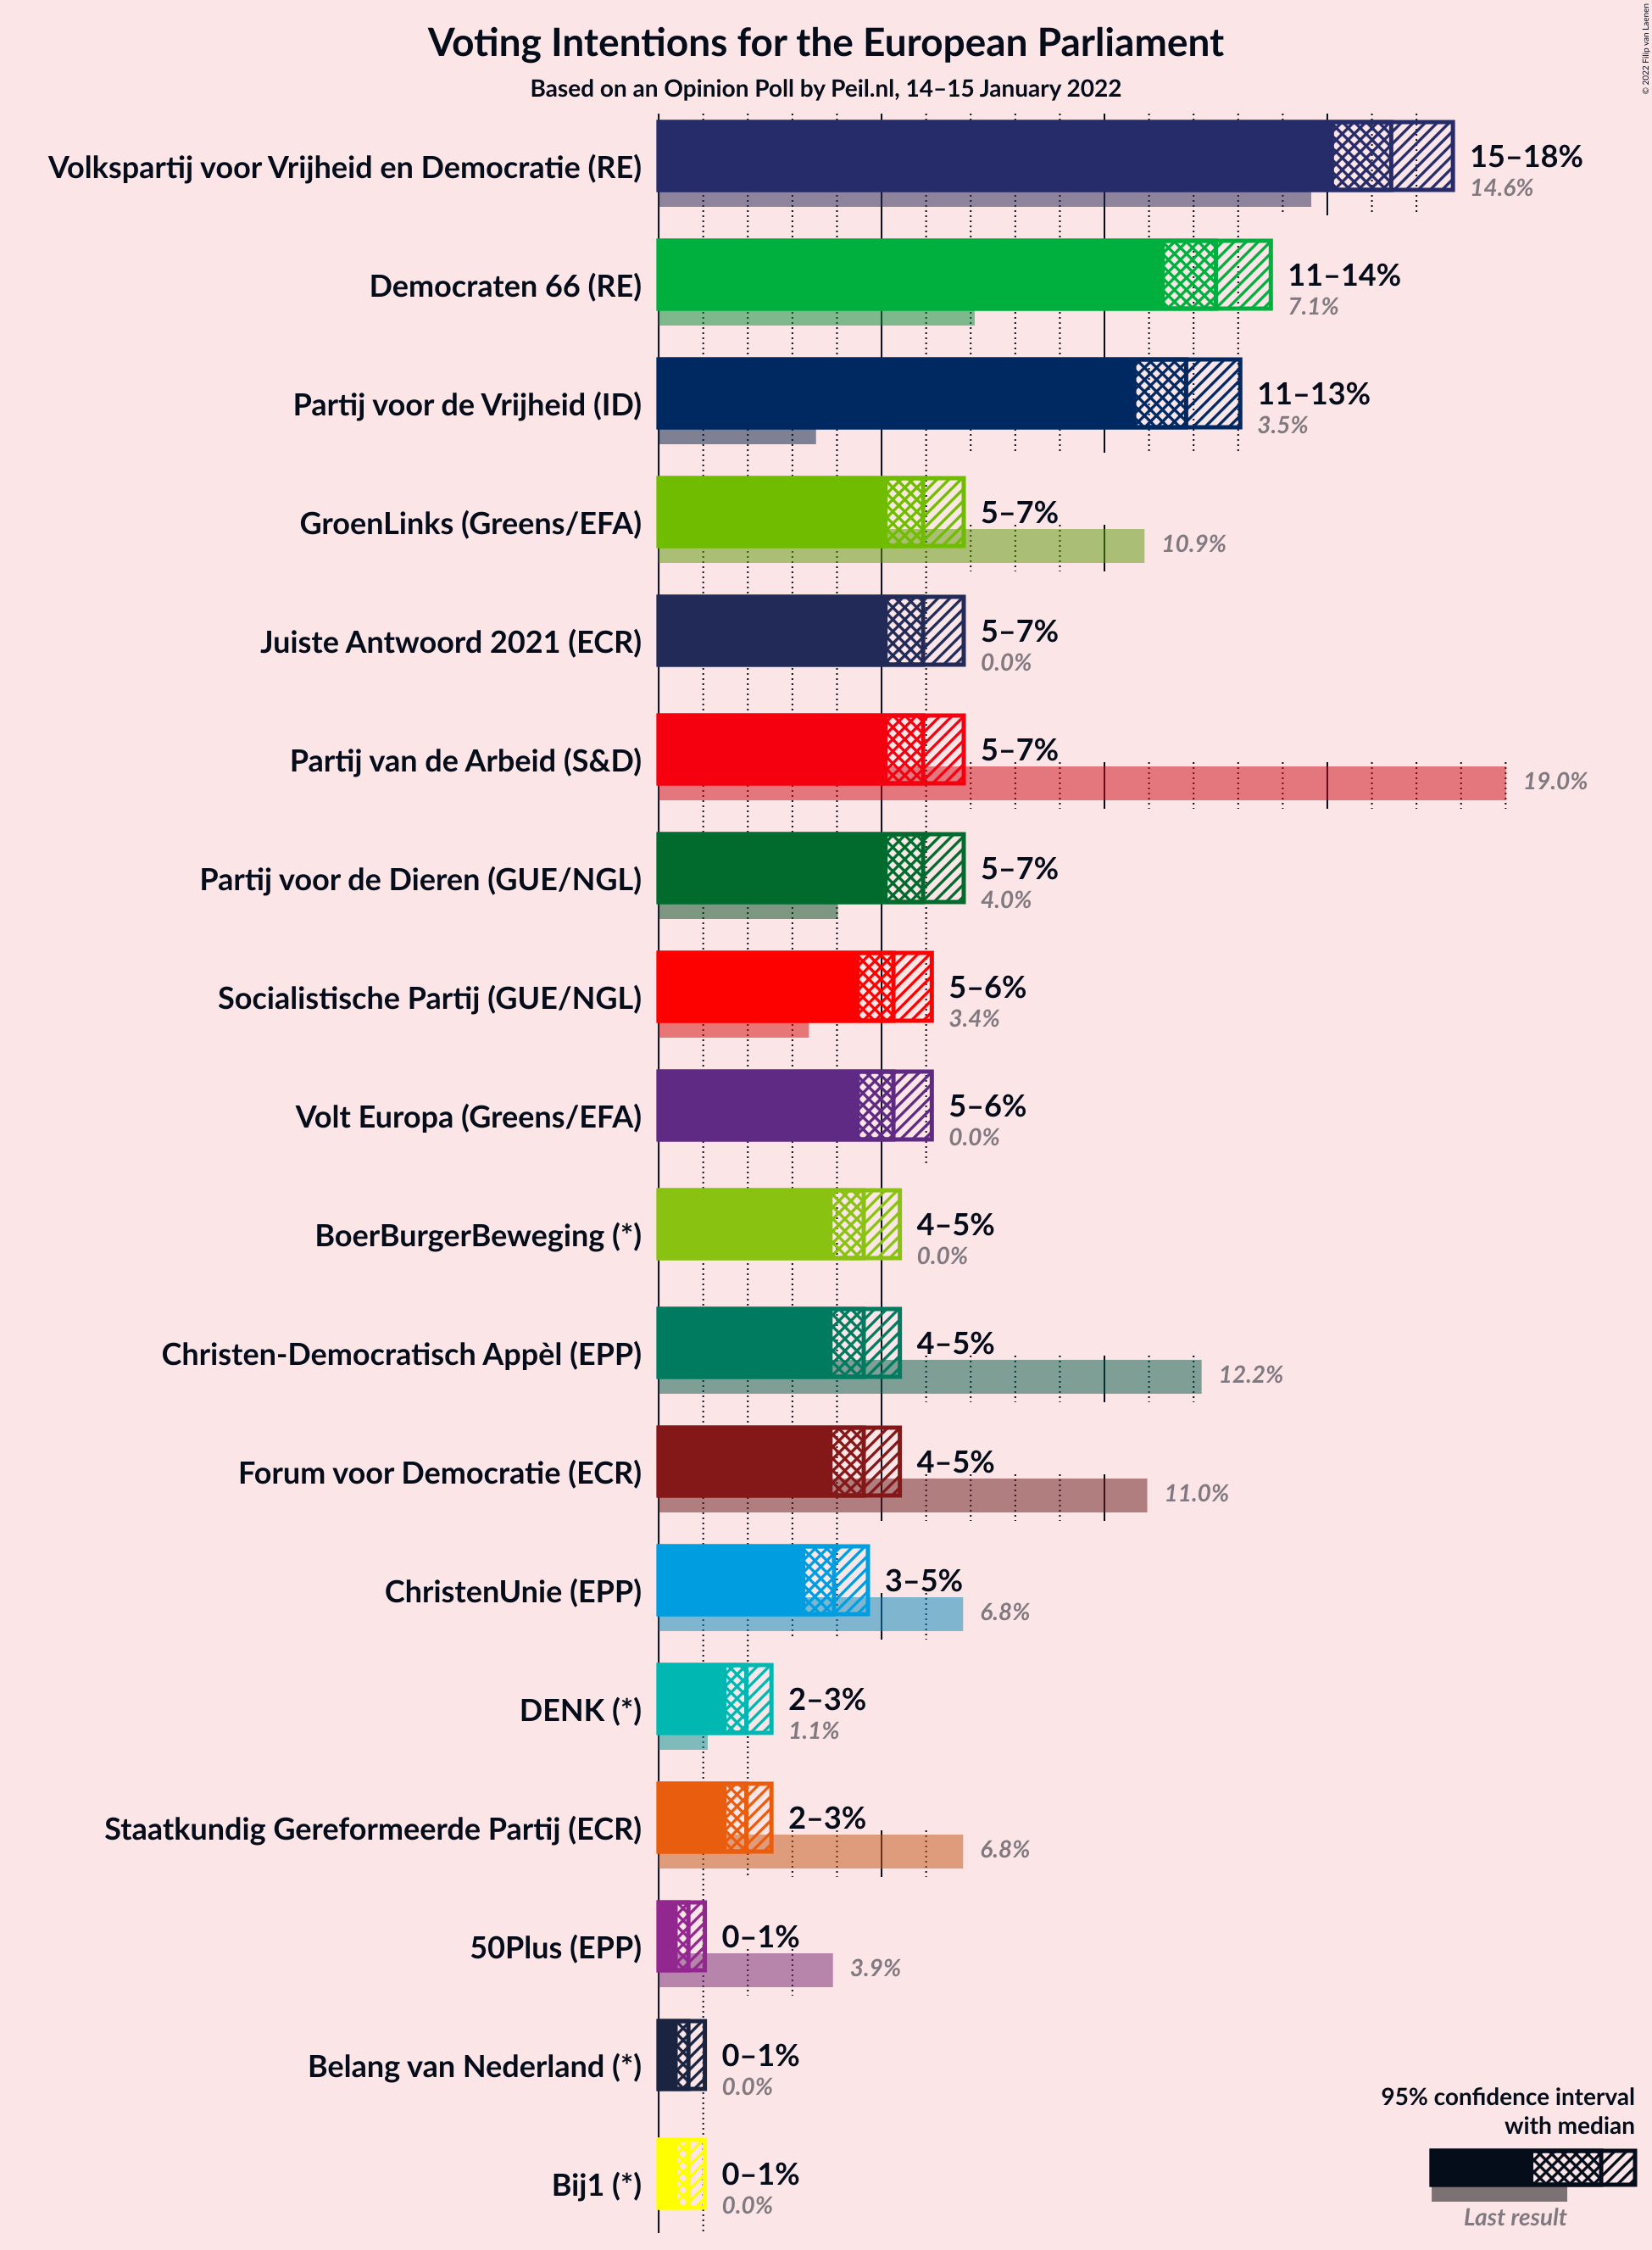 © 2022 Filip van Laenen
Voting Intentions for the European Parliament
Based on an Opinion Poll by Peil.nl, 14–15 January 2022
Volkspartij voor Vrijheid en Democratie (RE)
15–18%
14.6%
Democraten 66 (RE)
11–14%
7.1%
Partij voor de Vrijheid (ID)
11–13%
3.5%
GroenLinks (Greens/EFA)
5–7%
10.9%
Juiste Antwoord 2021 (ECR)
5–7%
0.0%
Partij van de Arbeid (S&D)
5–7%
19.0%
Partij voor de Dieren (GUE/NGL)
5–7%
4.0%
Socialistische Partij (GUE/NGL)
5–6%
3.4%
Volt Europa (Greens/EFA)
5–6%
0.0%
BoerBurgerBeweging (*)
4–5%
0.0%
Christen-Democratisch Appèl (EPP)
4–5%
12.2%
Forum voor Democratie (ECR)
4–5%
11.0%
ChristenUnie (EPP)
3–5%
6.8%
DENK (*)
2–3%
1.1%
Staatkundig Gereformeerde Partij (ECR)
2–3%
6.8%
50Plus (EPP)
0–1%
3.9%
Belang van Nederland (*)
0–1%
0.0%
Bij1 (*)
0–1%
0.0%
95% confidence interval
with median
Last result